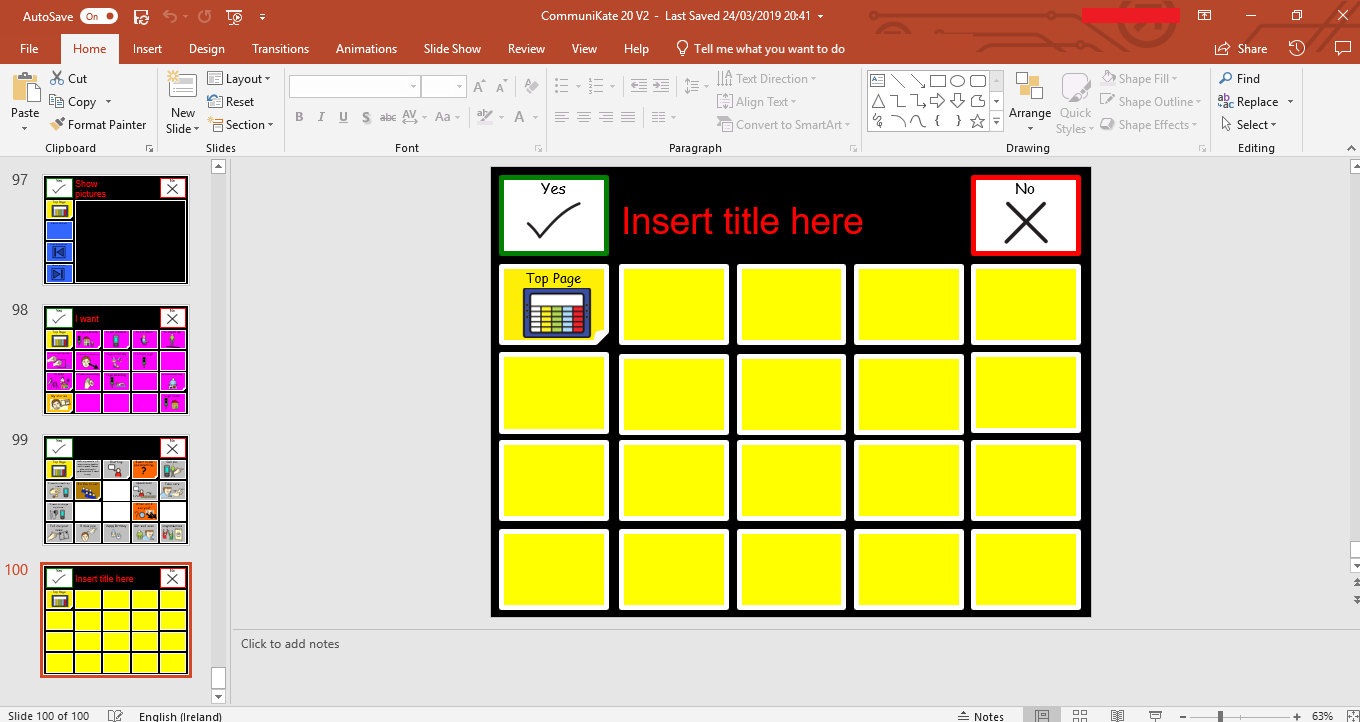 AutoSave On CommuniKate 20 V2 - Last Saved 24/03/2019 20:41
File Home Insert Design Transitions Animations Slide Show Review View Help Tell me what you want to do Share
Paste Cut Copy Format Painter
Clipboard
New Slide Layout Reset Section
Slides
B I U S abc AV Aa A
Font
Text Direction Align Text Convert to SmartArt
Paragraph
Arrange Quick Styles Shape Fill Shape Outline Shape Effects
Drawing
Find Replace Select
Editing
97
Show pictures
98
I want
99
100
Insert title here
Yes
Insert title here
No
Top Page
Click to add notes
Slide 100 of 100 English (Ireland) Notes 63%